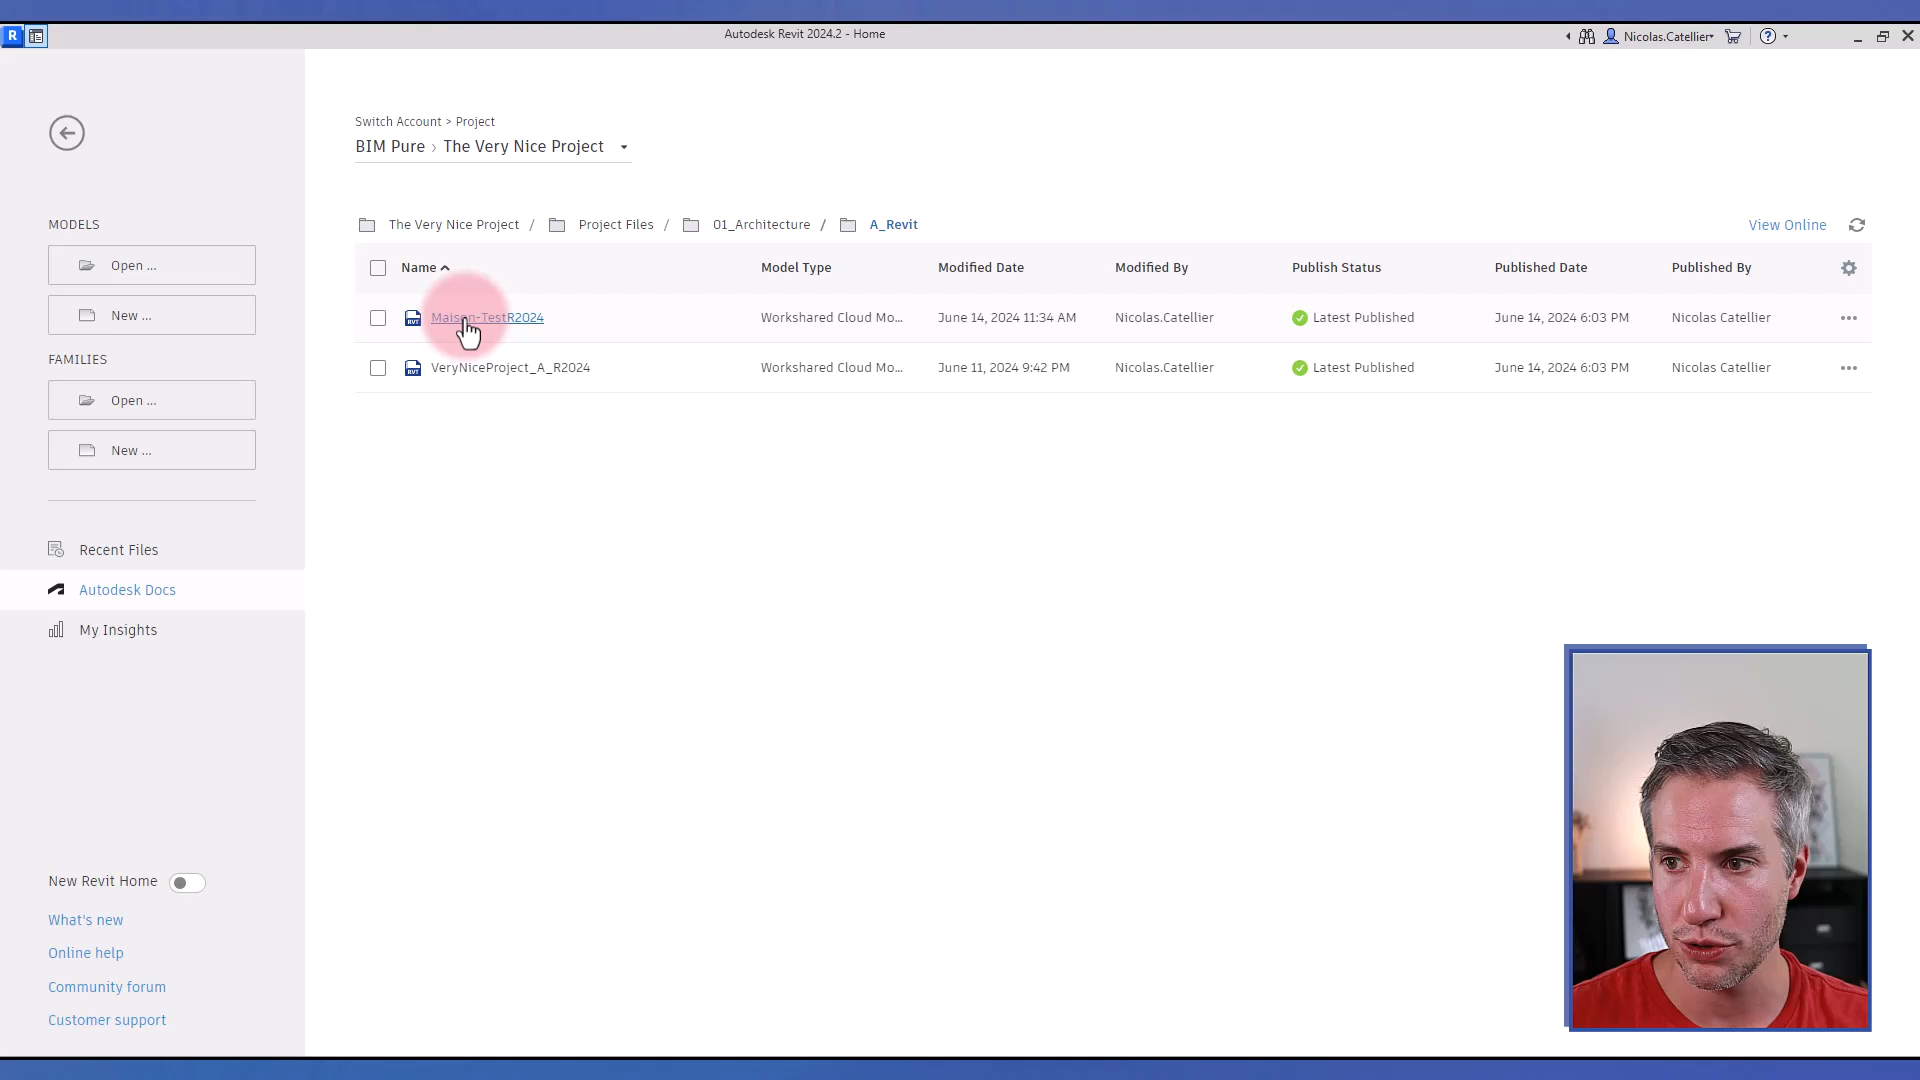 R
Autodesk Revit 2024.2 - Home
Nicolas.Catellier
?
Switch Account > Project
BIM Pure › The Very Nice Project
MODELS
Open ...
New ...
FAMILIES
Open ...
New ...
Recent Files
Autodesk Docs
My Insights
New Revit Home
What's new
Online help
Community forum
Customer support
The Very Nice Project / Project Files / 01_Architecture / A_Revit
View Online
Name Model Type Modified Date Modified By Publish Status Published Date Published By
RVT Maison-TestR2024 Workshared Cloud Mo... June 14, 2024 11:34 AM Nicolas.Catellier Latest Published June 14, 2024 6:03 PM Nicolas Catellier
RVT VeryNiceProject_A_R2024 Workshared Cloud Mo... June 11, 2024 9:42 PM Nicolas.Catellier Latest Published June 14, 2024 6:03 PM Nicolas Catellier